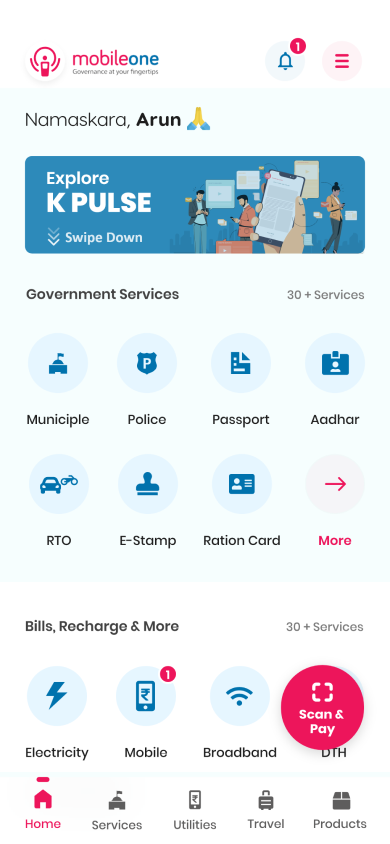 mobileone
Governance at your fingertips
1
Namaskara, Arun 🙏
Explore
K PULSE
Swipe Down
Government Services
30 + Services
Municiple
Police
Passport
Aadhar
RTO
E-Stamp
Ration Card
More
Bills, Recharge & More
30 + Services
1
Electricity
Mobile
Broadband
Scan &
Pay
DTH
Home
Services
Utilities
Travel
Products